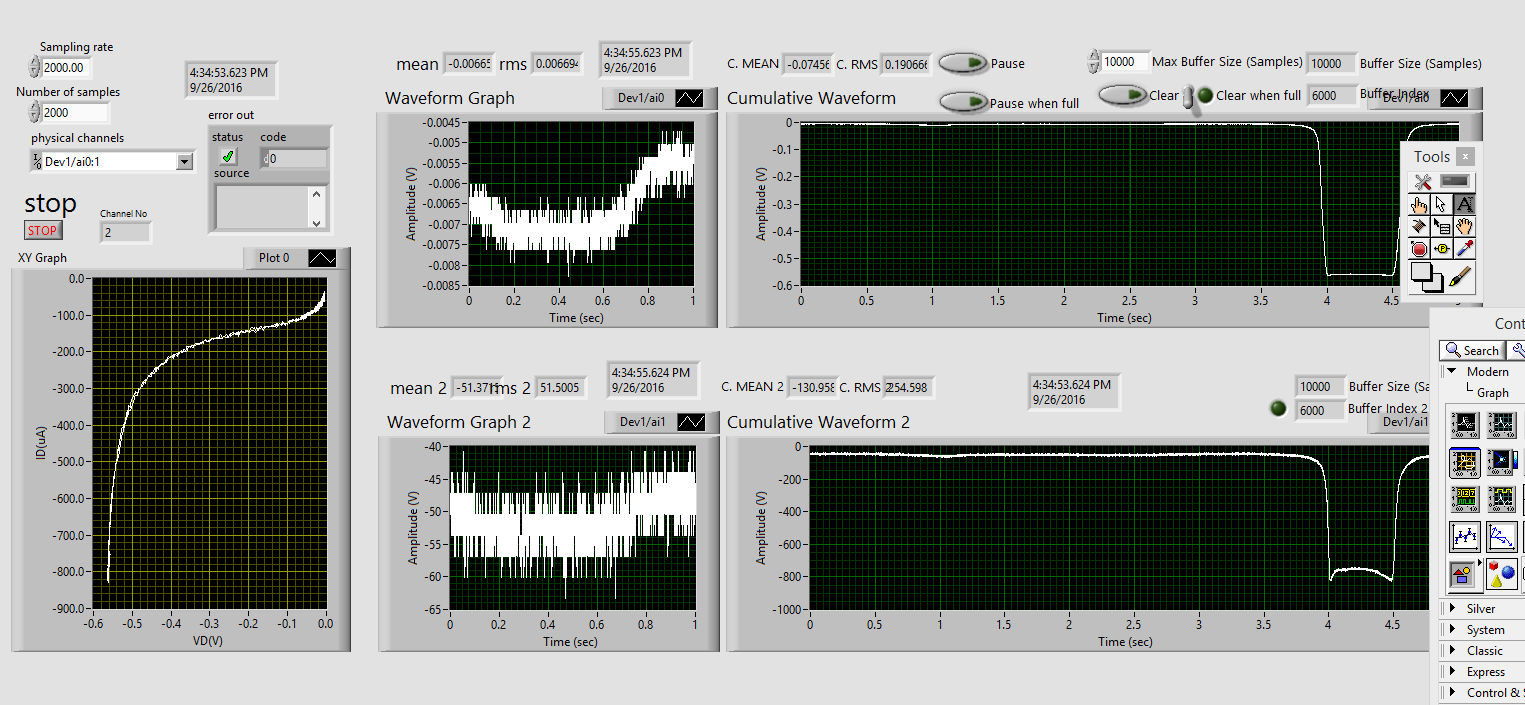 Sampling rate
2000.00
Number of samples
2000
physical channels
Dev1/ai0:1
stop
STOP
Channel No
2
4:34:53.623 PM
9/26/2016
error out
status code
0
source
XY Graph
Plot 0
0.0
-100.0
-200.0
-300.0
-400.0
-500.0
-600.0
-700.0
-800.0
-900.0
ID(uA)
-0.6 -0.5 -0.4 -0.3 -0.2 -0.1 0.0
VD(V)
mean -0.00665 rms 0.006694
4:34:55.623 PM
9/26/2016
Waveform Graph
Dev1/ai0
-0.0045
-0.005
-0.0055
-0.006
-0.0065
-0.007
-0.0075
-0.008
-0.0085
Amplitude (V)
0 0.2 0.4 0.6 0.8 1
Time (sec)
C. MEAN -0.07456 C. RMS 0.190666
Pause
10000 Max Buffer Size (Samples) 10000 Buffer Size (Samples)
Cumulative Waveform
Pause when full
Clear
Clear when full
6000 Buffer Index
Dev1/ai0
0
-0.1
-0.2
-0.3
-0.4
-0.5
-0.6
Amplitude (V)
0 0.5 1 1.5 2 2.5 3 3.5 4 4.5
Time (sec)
Tools
x
A
P
mean 2 -51.371 rms 2 51.5005
4:34:55.624 PM
9/26/2016
Waveform Graph 2
Dev1/ai1
-40
-45
-50
-55
-60
-65
Amplitude (V)
0 0.2 0.4 0.6 0.8 1
Time (sec)
C. MEAN 2 -130.958 C. RMS 2 254.598
4:34:53.624 PM
9/26/2016
10000 Buffer Size (Sa
6000 Buffer Index 2
Cumulative Waveform 2
Dev1/ai1
0
-200
-400
-600
-800
-1000
Amplitude (V)
0 0.5 1 1.5 2 2.5 3 3.5 4 4.5
Time (sec)
Cont
Search
Modern
Graph
Silver
System
Classic
Express
Control & S